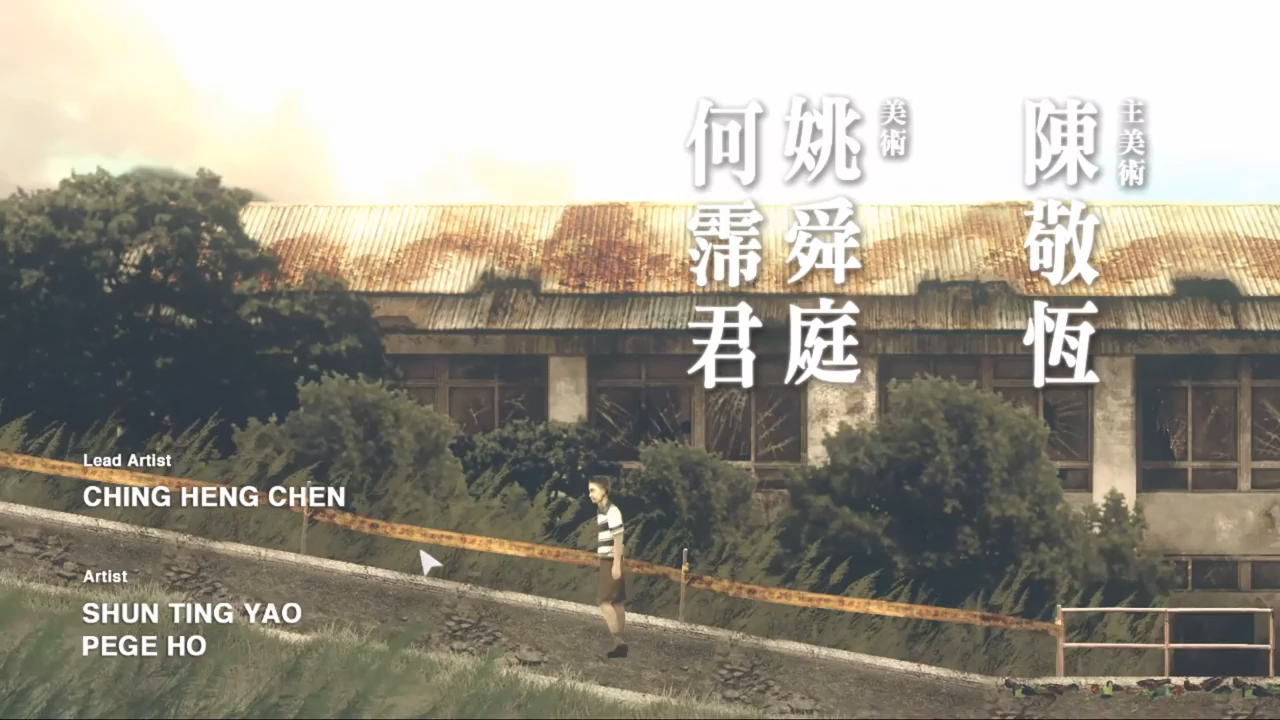 主美術
陳敬恆
美術
姚舜庭
何霈君
Lead Artist
CHING HENG CHEN
Artist
SHUN TING YAO
PEGE HO